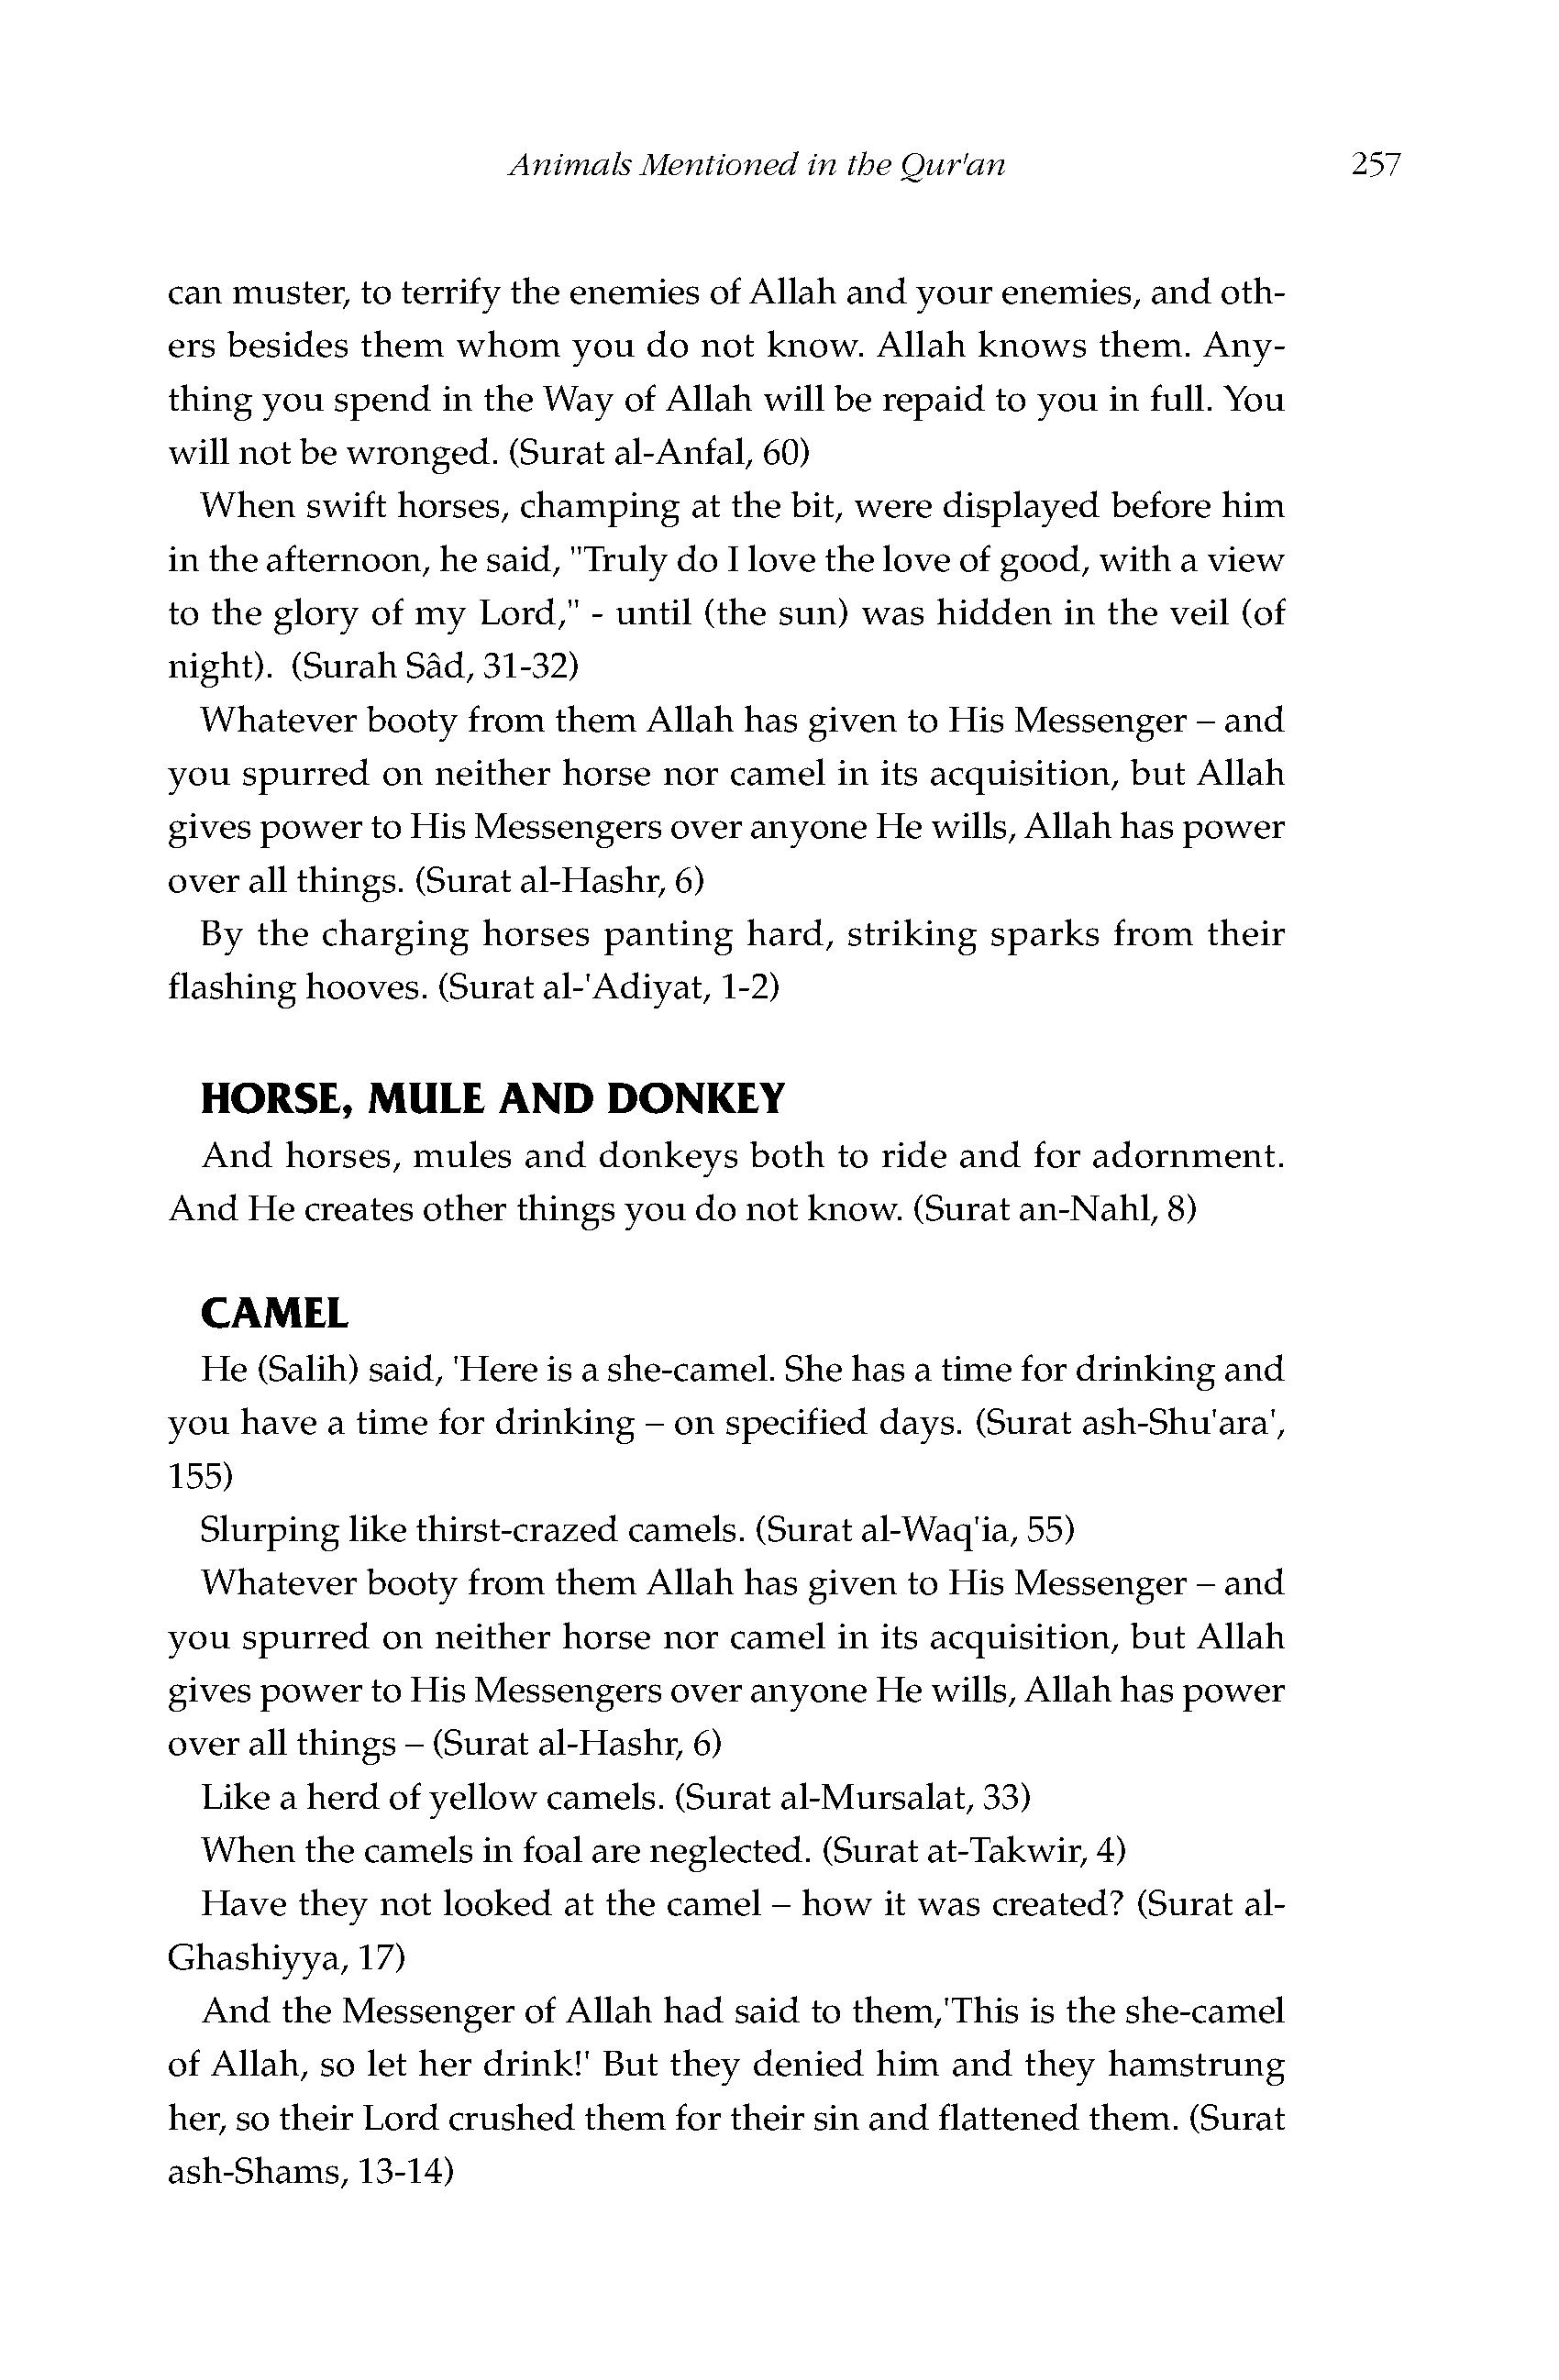 Animals Mentioned in the Qur'an 257
can muster, to terrify the enemies of Allah and your enemies, and oth-
ers besides them whom you do not know. Allah knows them. Any-
thing you spend in the Way of Allah will be repaid to you in full. You
will not be wronged. (Surat al-Anfal, 60)
When swift horses, champing at the bit, were displayed before him
in the afternoon, he said, "Truly do I love the love of good, with a view
to the glory of my Lord," - until (the sun) was hidden in the veil (of
night). (Surah Sâd, 31-32)
Whatever booty from them Allah has given to His Messenger – and
you spurred on neither horse nor camel in its acquisition, but Allah
gives power to His Messengers over anyone He wills, Allah has power
over all things. (Surat al-Hashr, 6)
By the charging horses panting hard, striking sparks from their
flashing hooves. (Surat al-'Adiyat, 1-2)
HORSE, MULE AND DONKEY
And horses, mules and donkeys both to ride and for adornment.
And He creates other things you do not know. (Surat an-Nahl, 8)
CAMEL
He (Salih) said, 'Here is a she-camel. She has a time for drinking and
you have a time for drinking – on specified days. (Surat ash-Shu'ara',
155)
Slurping like thirst-crazed camels. (Surat al-Waq'ia, 55)
Whatever booty from them Allah has given to His Messenger – and
you spurred on neither horse nor camel in its acquisition, but Allah
gives power to His Messengers over anyone He wills, Allah has power
over all things – (Surat al-Hashr, 6)
Like a herd of yellow camels. (Surat al-Mursalat, 33)
When the camels in foal are neglected. (Surat at-Takwir, 4)
Have they not looked at the camel – how it was created? (Surat al-
Ghashiyya, 17)
And the Messenger of Allah had said to them,'This is the she-camel
of Allah, so let her drink!' But they denied him and they hamstrung
her, so their Lord crushed them for their sin and flattened them. (Surat
ash-Shams, 13-14)